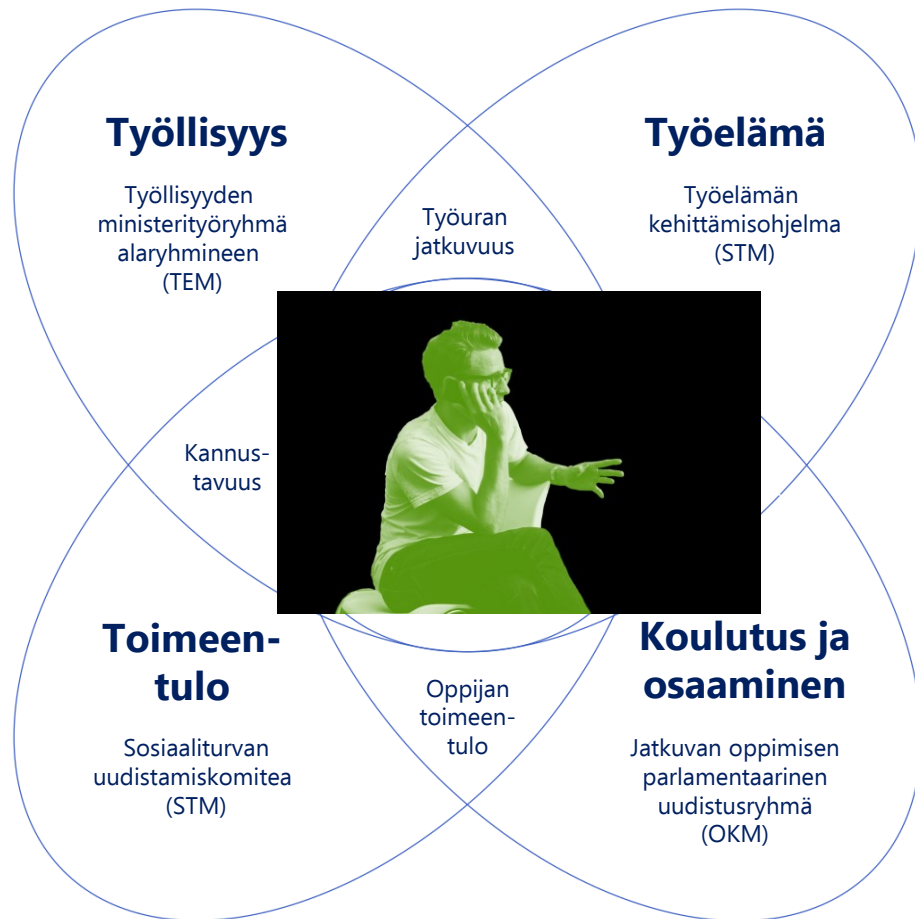 Työllisyys
Työllisyyden
ministerityöryhmä
alaryhmineen
(TEM)
Työuran
jatkuvuus
Työelämä
Työelämän
kehittämisohjelma
(STM)
Kannus-
tavuus
Toimeen-
tulo
Sosiaaliturvan
uudistamiskomitea
(STM)
Oppijan
toimeen-
tulo
Koulutus ja
osaaminen
Jatkuvan oppimisen
parlamentaarinen
uudistusryhmä
(OKM)